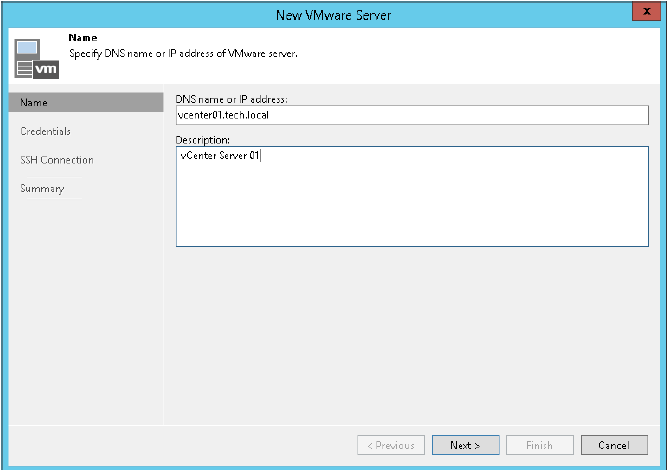 New VMware Server
x
Name
Specify DNS name or IP address of VMware server.
vm
Name
Credentials
SSH Connection
Summary
DNS name or IP address:
vcenter01.tech.local
Description:
vCenter Server 01
< Previous
Next >
Finish
Cancel